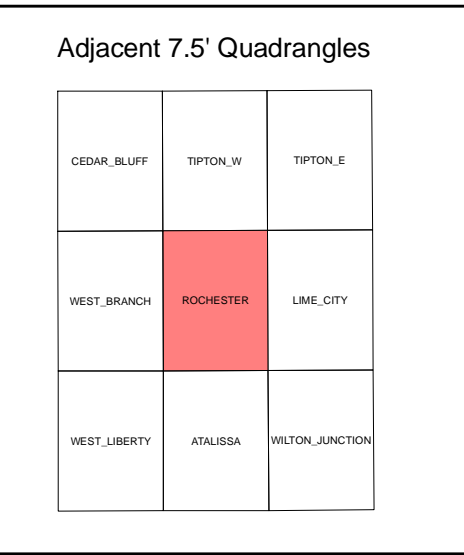 Adjacent 7.5' Quadrangles
CEDAR_BLUFF TIPTON_W TIPTON_E
WEST_BRANCH ROCHESTER LIME_CITY
WEST_LIBERTY ATALISSA WILTON_JUNCTION